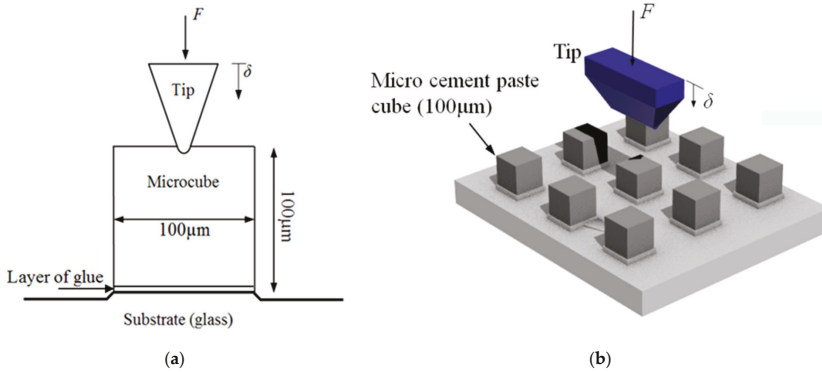 F
δ
Tip
Microcube
100μm
100μm
Layer of glue
Substrate (glass)
(a)
F
Tip
δ
Micro cement paste
cube (100μm)
(b)